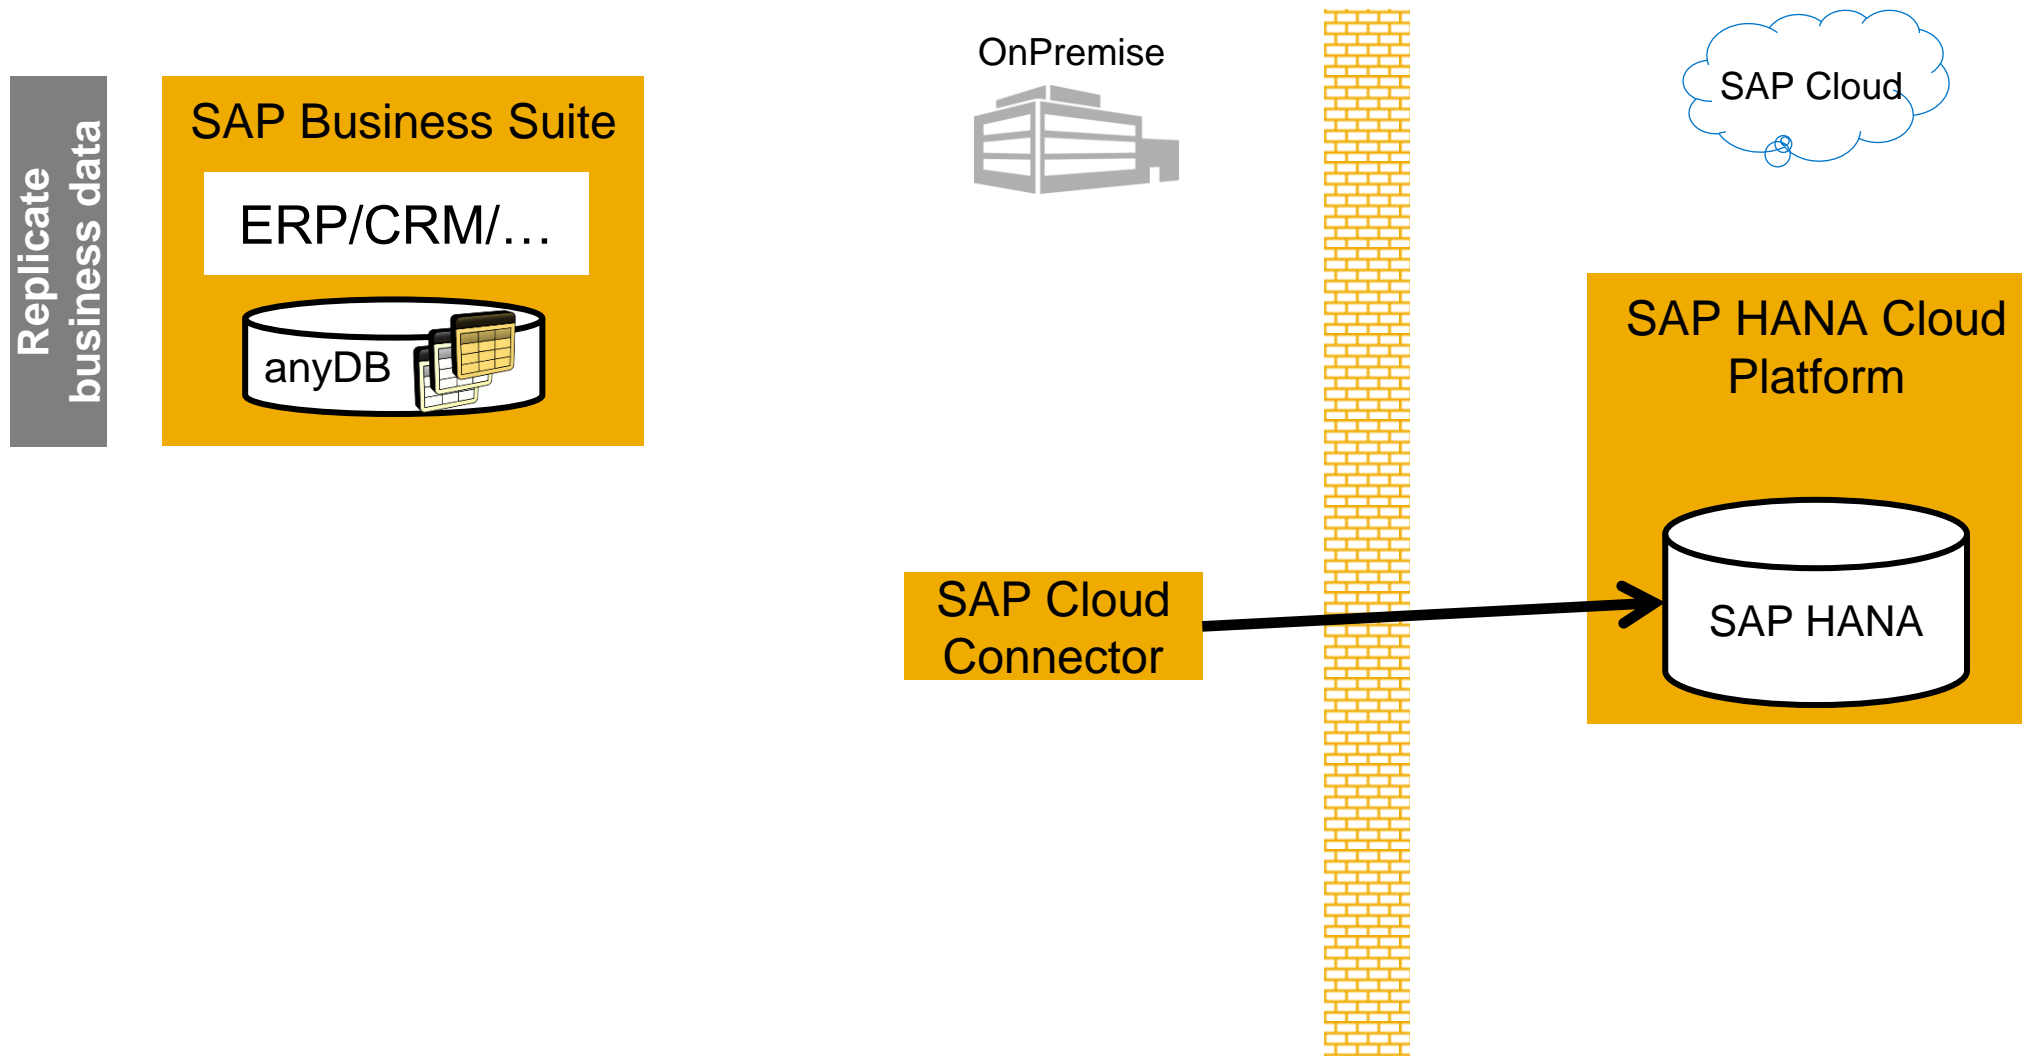 Replicate
business data
SAP Business Suite
ERP/CRM/…
anyDB
OnPremise
SAP Cloud
SAP HANA Cloud
Platform
SAP Cloud
Connector
SAP HANA